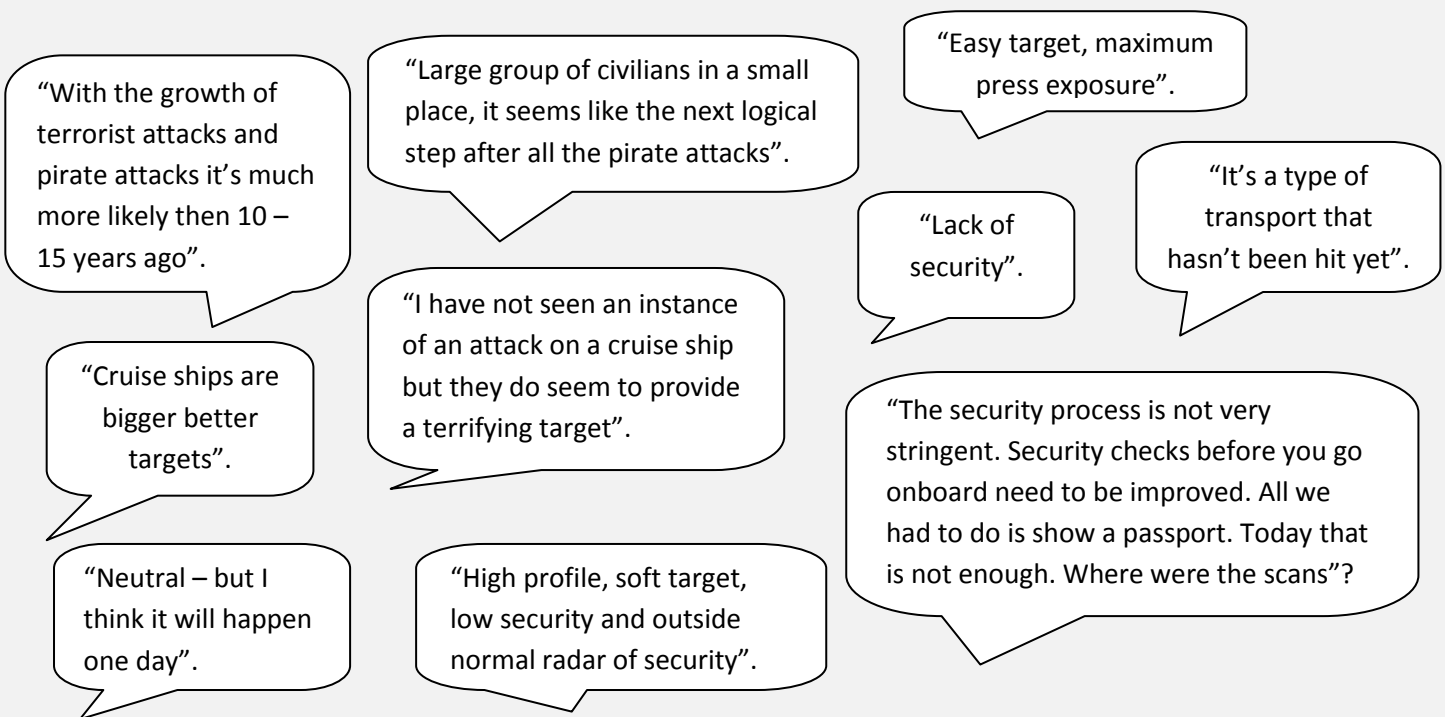 “With the growth of
terrorist attacks and
pirate attacks it’s much
more likely then 10 –
15 years ago”.
“Large group of civilians in a small
place, it seems like the next logical
step after all the pirate attacks”.
“Easy target, maximum
press exposure”.
“It’s a type of
transport that
hasn’t been hit yet”.
“Lack of
security”.
“I have not seen an instance
of an attack on a cruise ship
but they do seem to provide
a terrifying target”.
“Cruise ships are
bigger better
targets”.
“The security process is not very
stringent. Security checks before you go
onboard need to be improved. All we
had to do is show a passport. Today that
is not enough. Where were the scans”?
“Neutral – but I
think it will happen
one day”.
“High profile, soft target,
low security and outside
normal radar of security”.